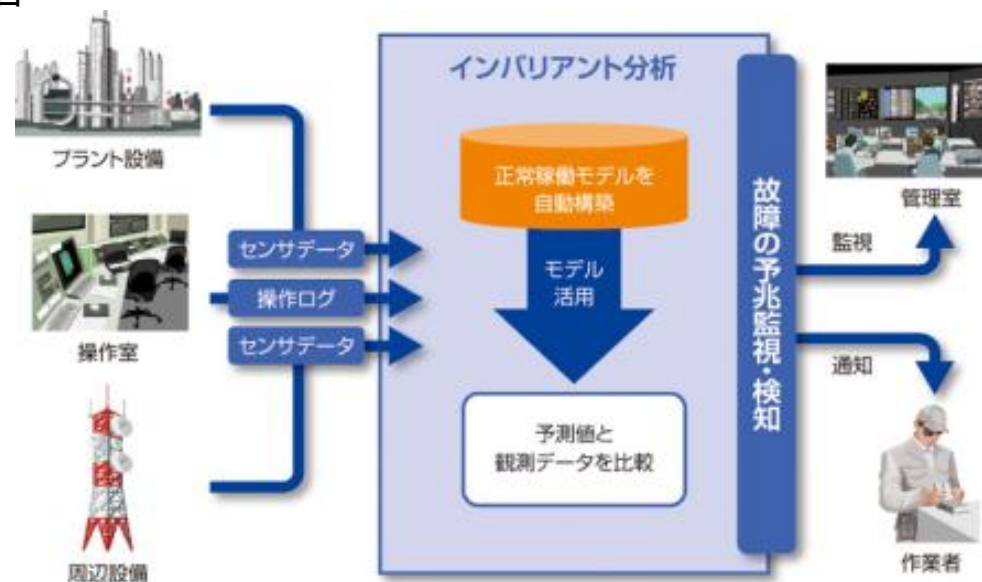 インバリアント分析
プラント設備
正常稼働モデルを
自動構築
センサデータ
操作ログ
センサデータ
モデル
活用
操作室
予測値と
観測データを比較
周辺設備
故障の予兆監視・検知
管理室
監視
通知
作業者